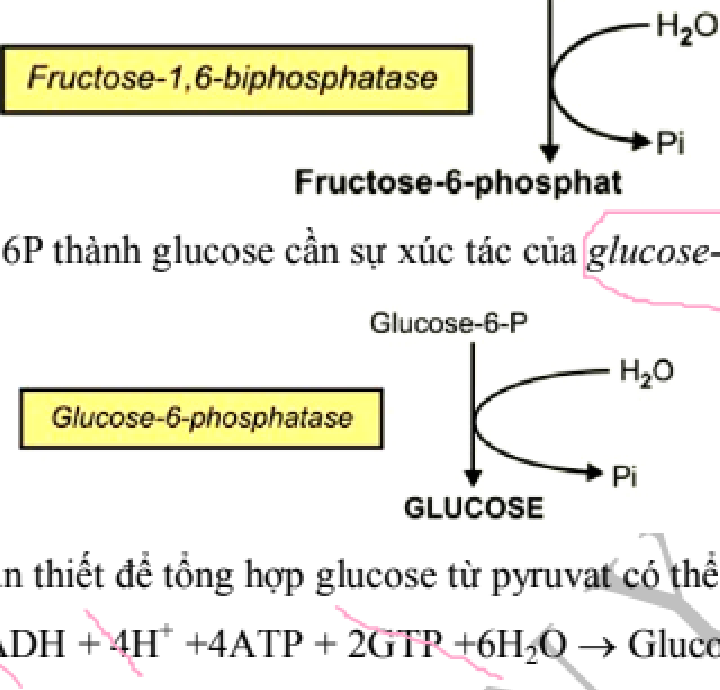 H₂O
Fructose-1,6-biphosphatase
Pi
Fructose-6-phosphat
6P thành glucose cần sự xúc tác của glucose-
Glucose-6-P
H₂O
Glucose-6-phosphatase
Pi
GLUCOSE
thiết để tổng hợp glucose từ pyruvat có thể
+ 4H⁺ +4ATP + 2GTP +6H₂O →